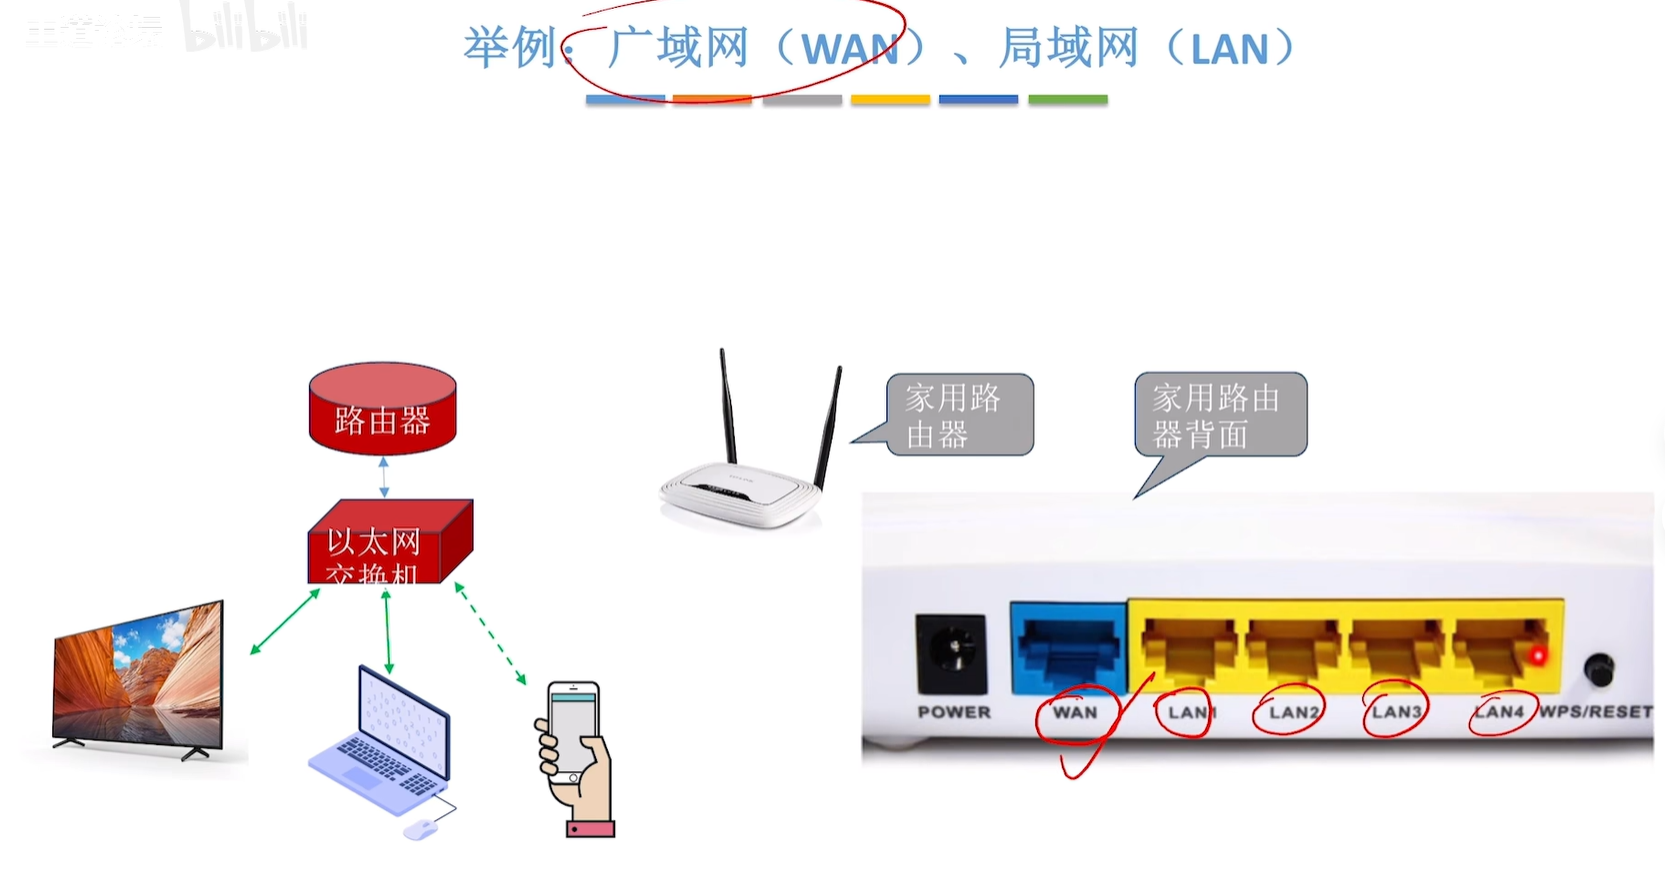 bilibili
举例：广域网（WAN）、局域网（LAN）
路由器
以太网
交换机
家用路
由器
家用路由
器背面
POWER
WAN
LAN1
LAN2
LAN3
LAN4
WPS/RESET